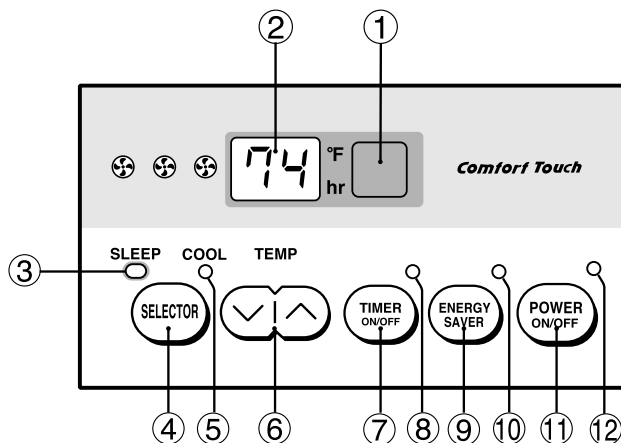 ② ①
74 °F
hr
Comfort Touch
SLEEP COOL TEMP
③
SELECTOR
TIMER
ON/OFF
ENERGY
SAVER
POWER
ON/OFF
④ ⑤ ⑥ ⑦ ⑧ ⑨ ⑩ ⑪ ⑫